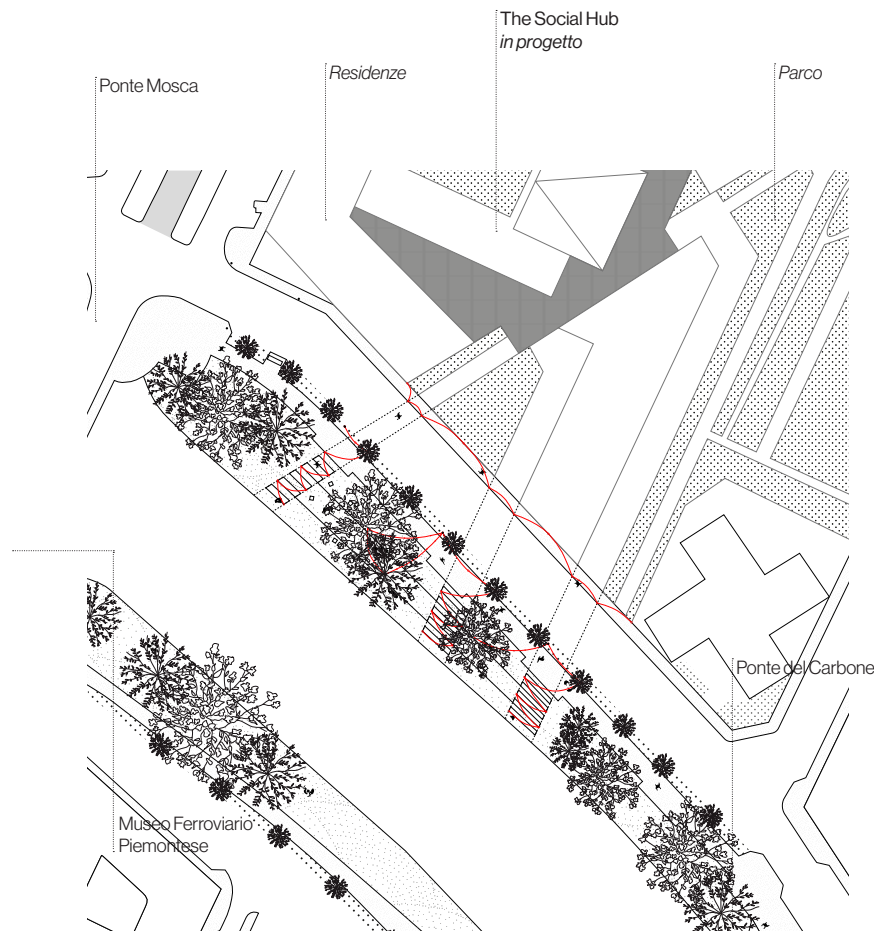 The Social Hub
in progetto
Residenze
Parco
Ponte Mosca
Ponte del Carbone
Museo Ferroviario
Piemontese